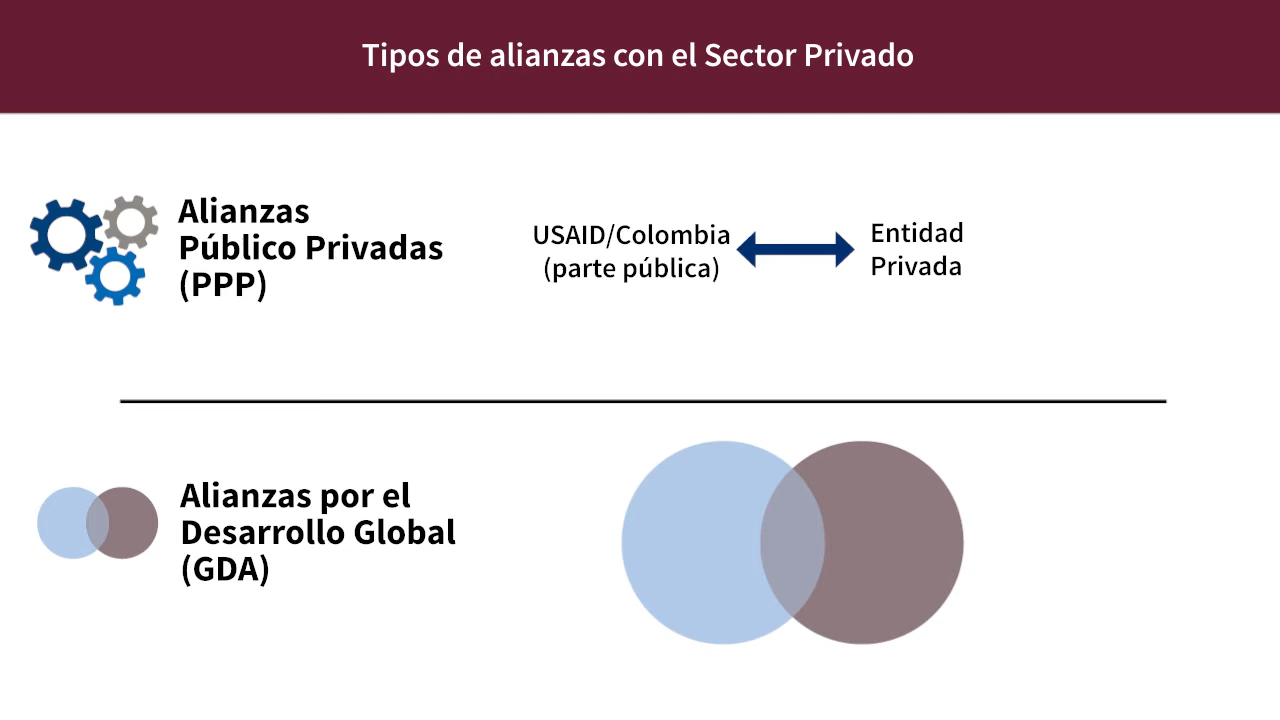 Tipos de alianzas con el Sector Privado
Alianzas
Público Privadas
(PPP)
USAID/Colombia
(parte pública)
Entidad
Privada
Alianzas por el
Desarrollo Global
(GDA)